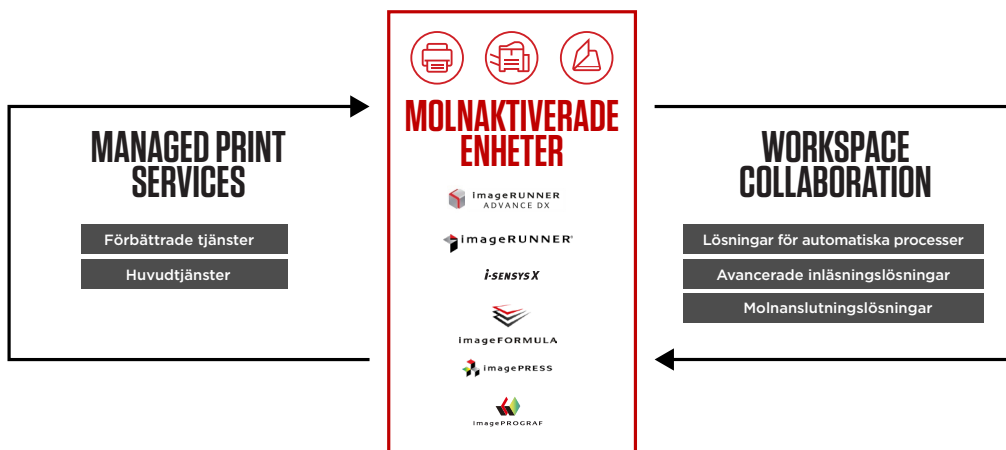 MANAGED PRINT
SERVICES
Förbättrade tjänster
Huvudtjänster
MOLNAKTIVERADE
ENHETER
imageRUNNER
ADVANCE DX
imageRUNNER®
i-SENSYS X
imageFORMULA
imagePRESS
imagePROGRAF
WORKSPACE
COLLABORATION
Lösningar för automatiska processer
Avancerade inläsningslösningar
Molnanslutningslösningar